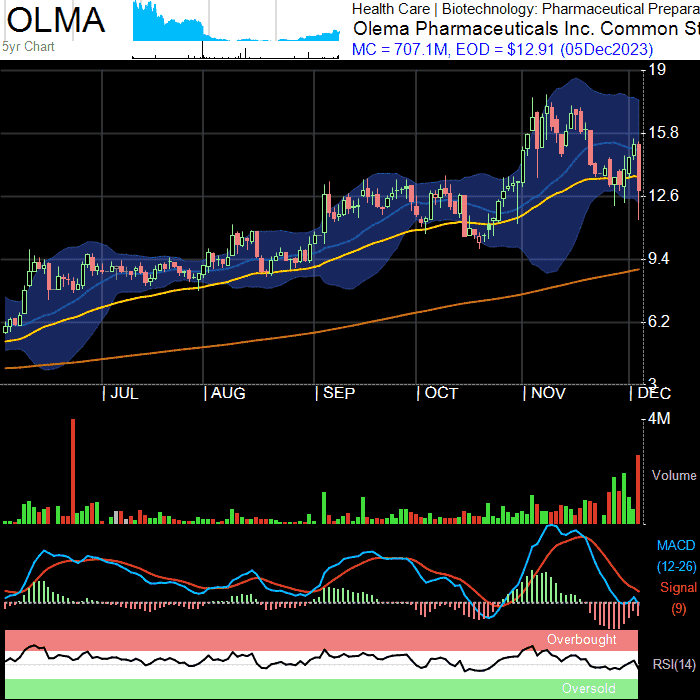 OLMA
5yr Chart
Health Care | Biotechnology: Pharmaceutical Prepara
Olema Pharmaceuticals Inc. Common St
MC = 707.1M, EOD = $12.91 (05Dec2023)
19
15.8
12.6
9.4
6.2
3
JUL AUG SEP OCT NOV DEC
4M
Volume
MACD
(12-26)
Signal
(9)
Overbought
RSI(14)
Oversold